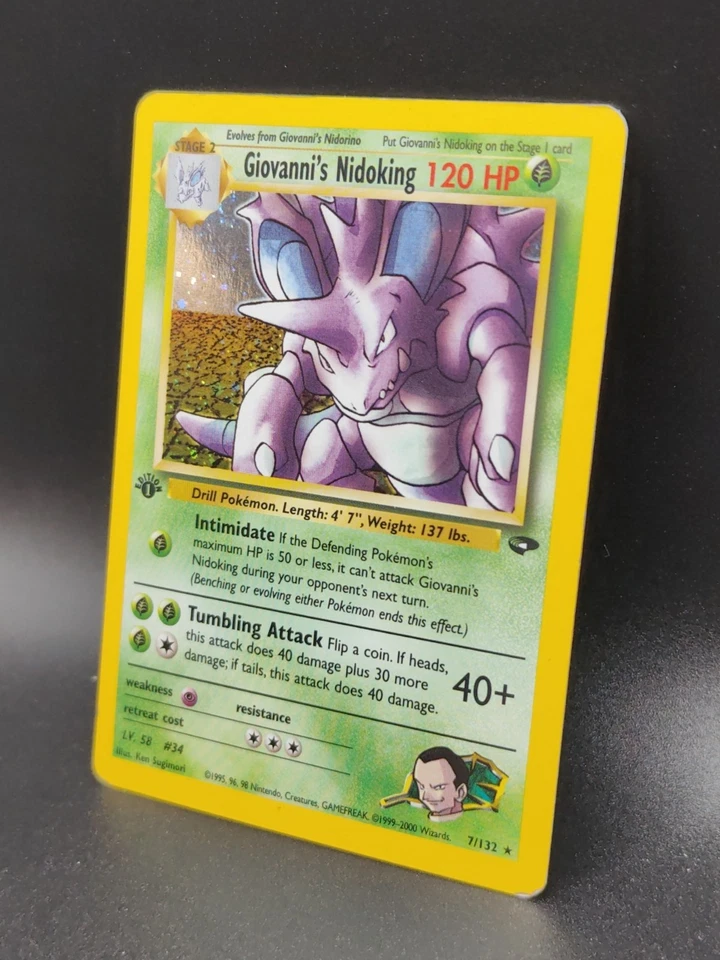 Evolves from Giovanni's Nidorino Put Giovanni's Nidoking on the Stage 1 card
STAGE 2
Giovanni's Nidoking 120 HP
EDITION
1
Drill Pokémon. Length: 4' 7", Weight: 137 lbs.
Intimidate If the Defending Pokémon's
maximum HP is 50 or less, it can't attack Giovanni's
Nidoking during your opponent's next turn.
(Benching or evolving either Pokémon ends this effect.)
Tumbling Attack Flip a coin. If heads,
this attack does 40 damage plus 30 more
damage; if tails, this attack does 40 damage.
40+
weakness
resistance
retreat cost
LV. 58 #34
Illus. Ken Sugimori
©1995, 96, 98 Nintendo, Creatures, GAMEFREAK. ©1999-2000 Wizards.
7/132 ★